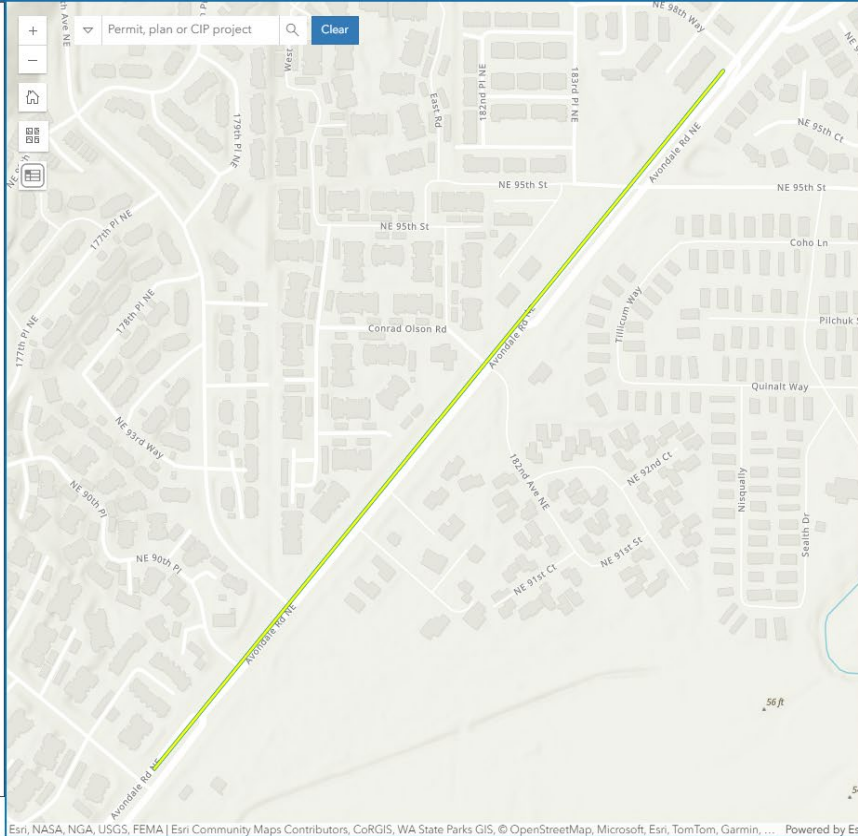 Permit, plan or CIP project
Clear
NE 98th Way
West
East Rd
182nd Pl NE
183rd Pl NE
179th Pl NE
NE 95th Ct
Avondale Rd NE
NE 95th St
NE 95th St
NE 95th St
177th Pl NE
Coho Ln
178th Pl NE
177th Pl NE
Tillicum Way
Avondale Rd NE
Pilchuk
Conrad Olson Rd
Quinalt Way
NE 93rd Way
182nd Ave NE
NE 92nd Ct
NE 90th Pl
Nisqually
Sealth Dr
NE 91st St
NE 90th Pl
NE 91st Ct
Avondale Rd NE
56 ft
Avondale Rd NE
Esri, NASA, NGA, USGS, FEMA | Esri Community Maps Contributors, CoRGIS, WA State Parks GIS, © OpenStreetMap, Microsoft, Esri, TomTom, Garmin, ... Powered by Es